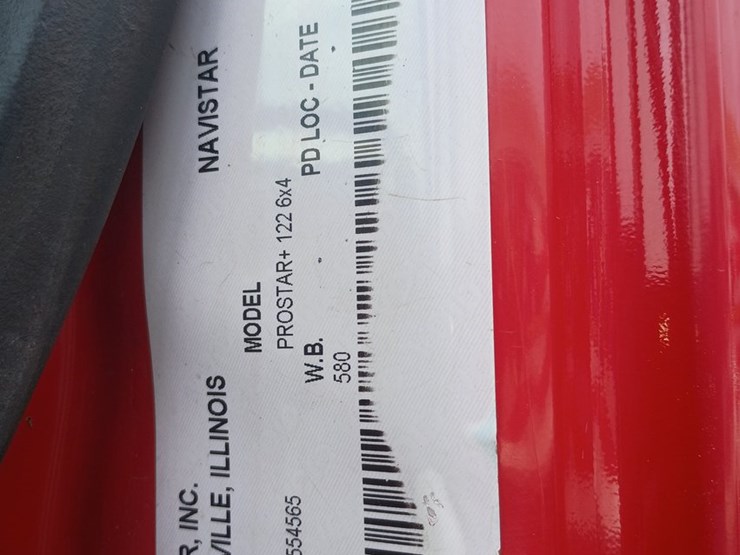 R, INC. NAVISTAR
VILLE, ILLINOIS
MODEL
PROSTAR+ 122 6x4
W.B. PD LOC - DATE
554565 580